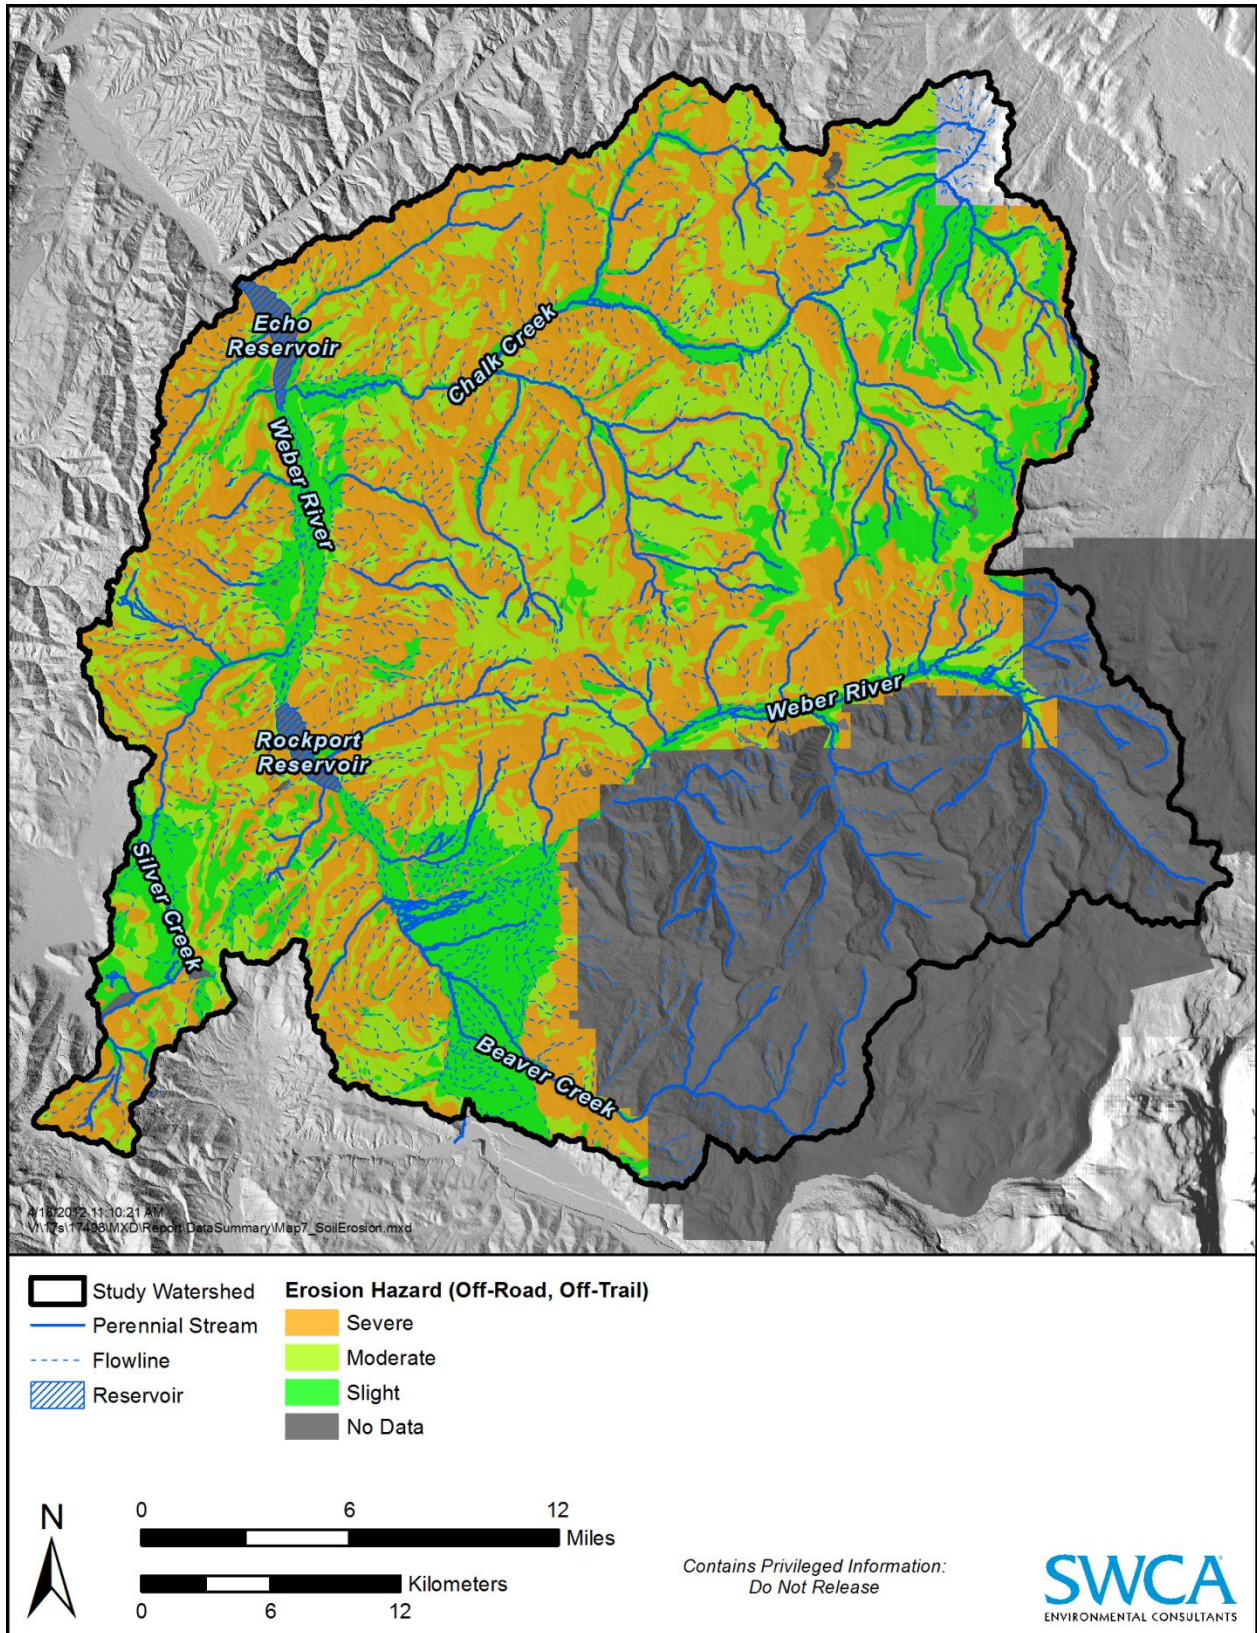 Echo
Reservoir
Chalk Creek
Weber River
Weber River
Rockport
Reservoir
Silver Creek
Beaver Creek
4/18/2012 11:10:21 AM
Study Watershed
Perennial Stream
Flowline
Reservoir
Erosion Hazard (Off-Road, Off-Trail)
Severe
Moderate
Slight
No Data
N
0 6 12
Miles
Kilometers
0 6 12
Contains Privileged Information:
Do Not Release
SWCA
ENVIRONMENTAL CONSULTANTS